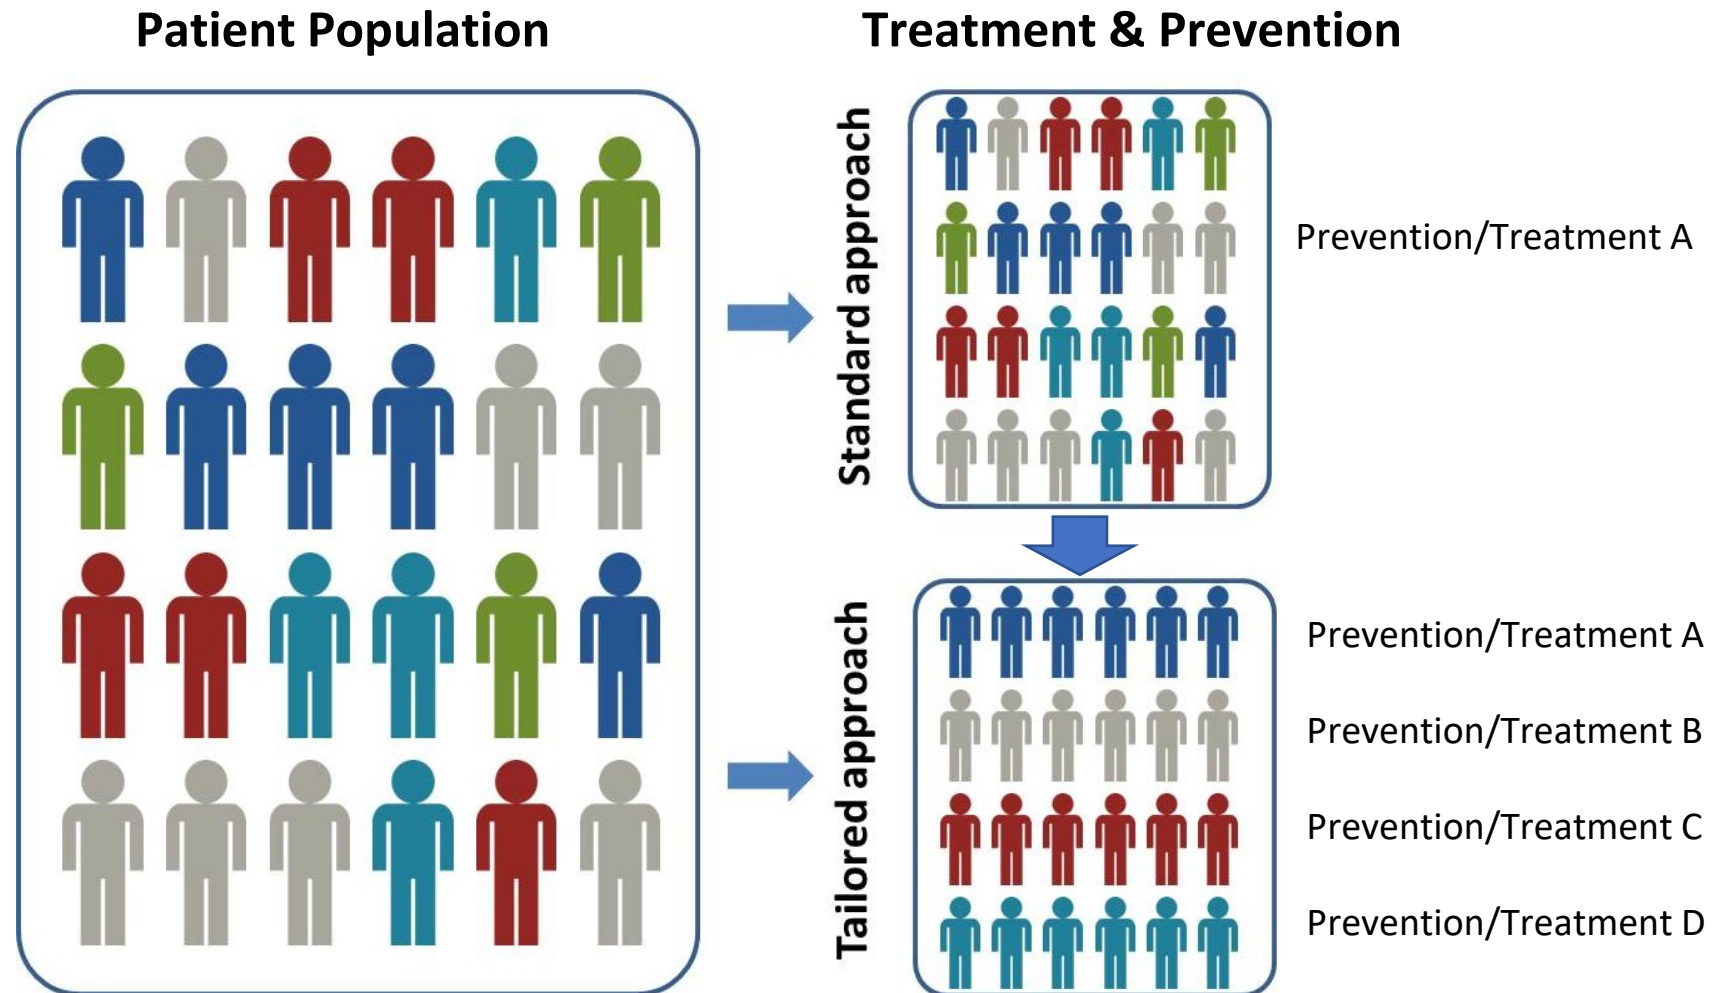 Patient Population
Treatment & Prevention
Standard approach
Prevention/Treatment A
Tailored approach
Prevention/Treatment A
Prevention/Treatment B
Prevention/Treatment C
Prevention/Treatment D